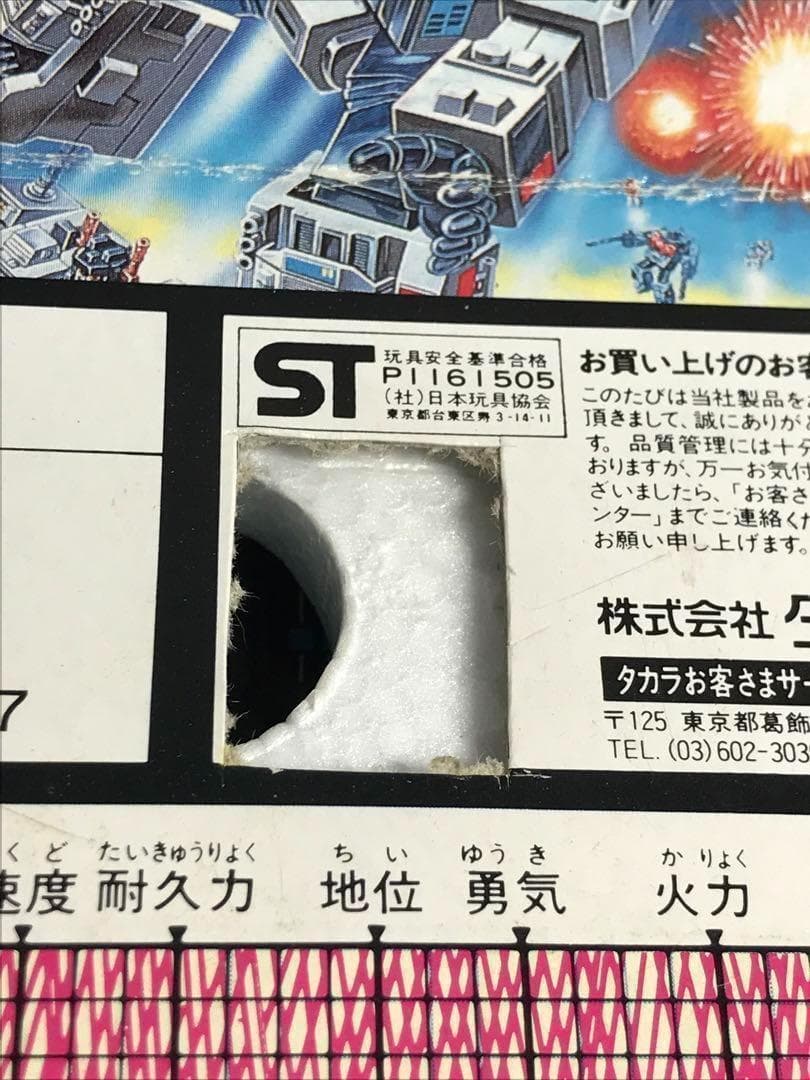 ST
玩具安全基準合格
P1161505
(社)日本玩具協会
東京都台東区寿3-14-11
お買い上げのお客
このたびは当社製品をお
頂きまして、誠にありがと
す。品質管理には十分
おりますが、万一お気付
ざいましたら、「お客さ
ンター」までご連絡くだ
お願い申し上げます。
株式会社
タカラお客さまサー
〒125 東京都葛飾
TEL.(03)602-303
7
くど たいきゅうりょく ちい ゆうき かりょく
速度 耐久力 地位 勇気 火力